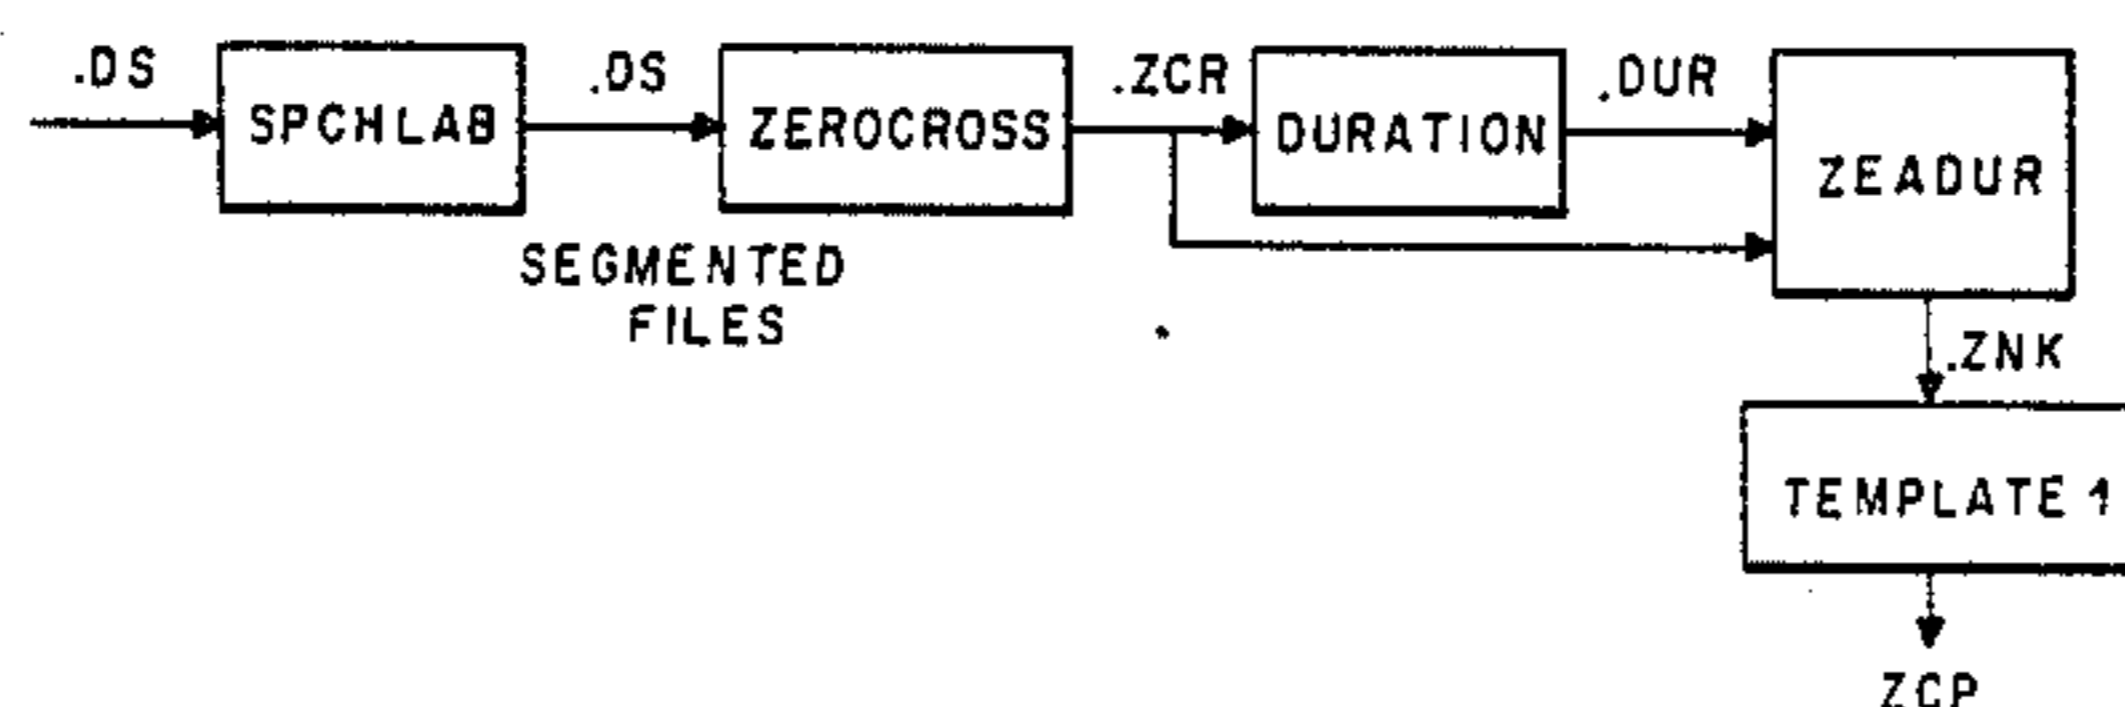 .DS
SPCHLAB
.DS
ZEROCROSS
.ZCR
DURATION
.DUR
ZEADUR
SEGMENTED
FILES
.ZNK
TEMPLATE 1
ZCP